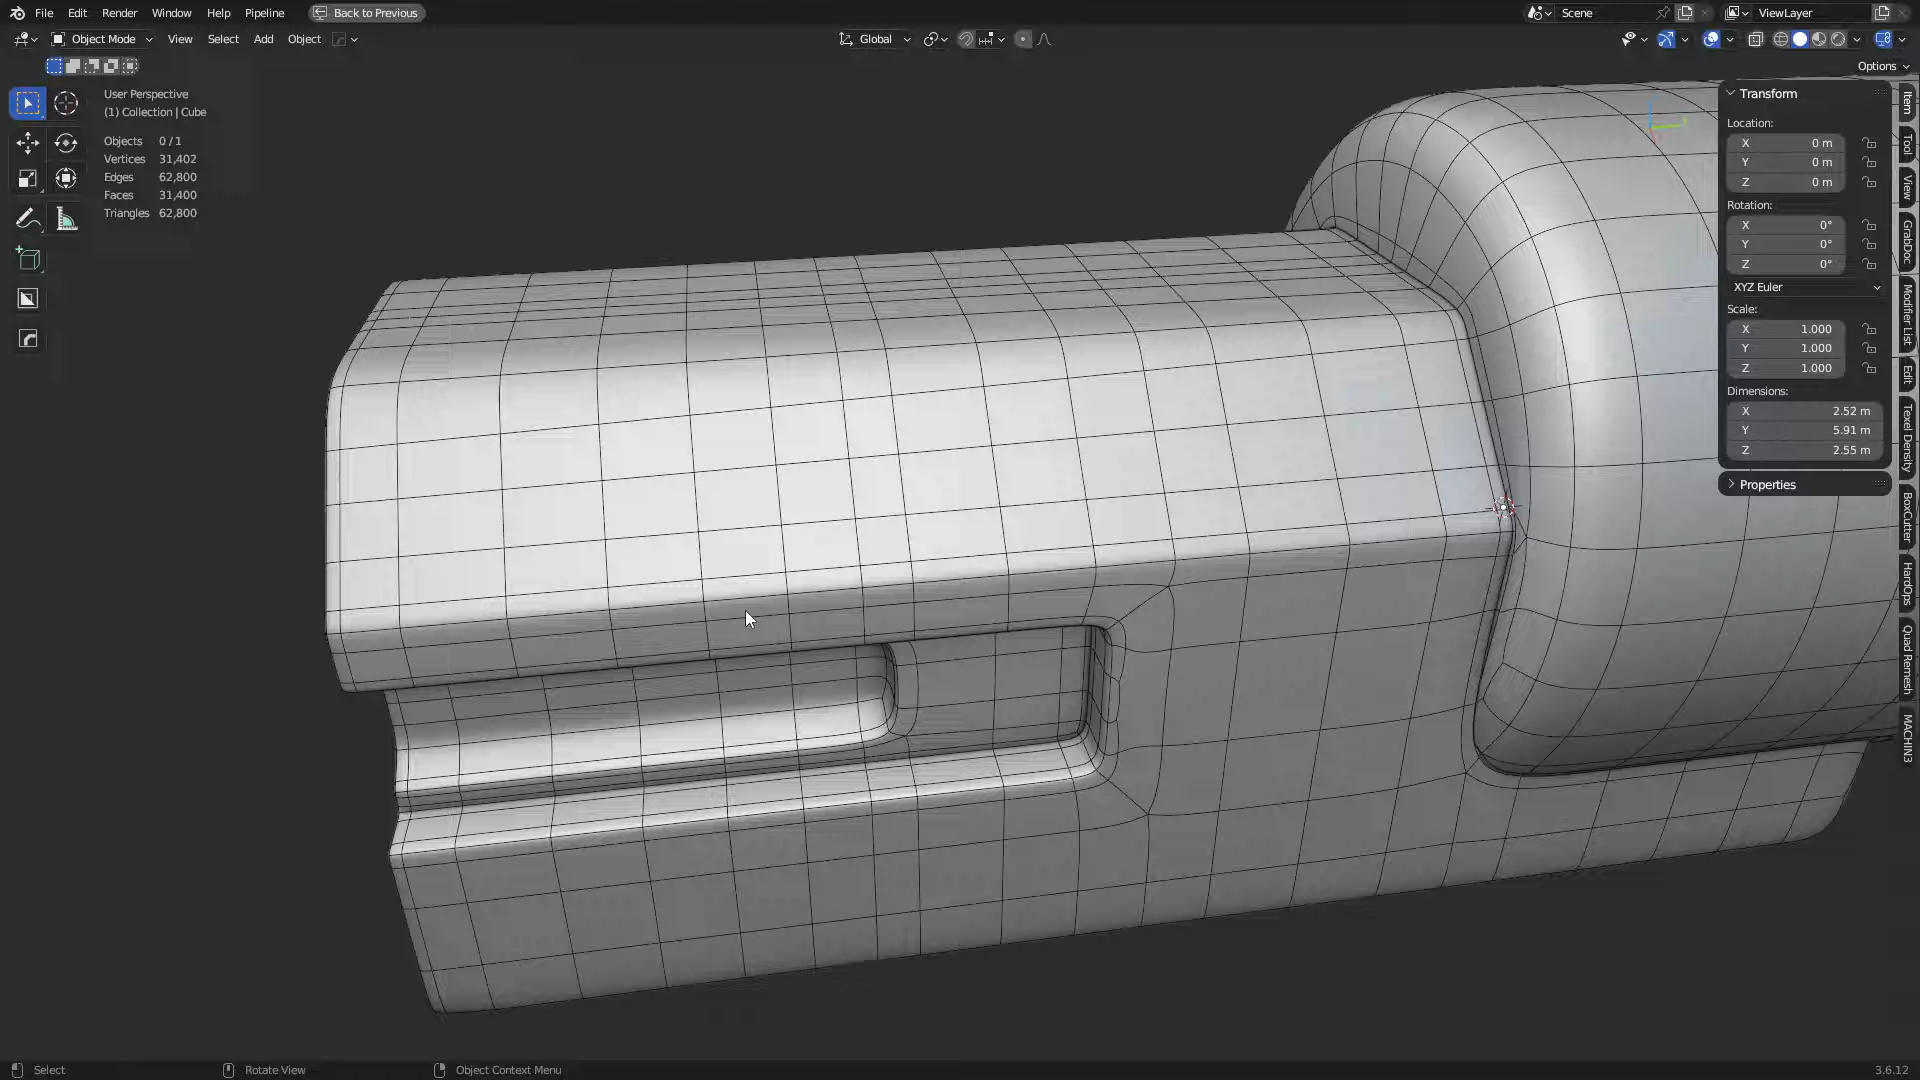 File Edit Render Window Help Pipeline Back to Previous Scene ViewLayer
Object Mode View Select Add Object Global
Options
User Perspective
(1) Collection | Cube
Objects 0 / 1
Vertices 31,402
Edges 62,800
Faces 31,400
Triangles 62,800
Transform
Location:
X 0 m
Y 0 m
Z 0 m
Rotation:
X 0°
Y 0°
Z 0°
XYZ Euler
Scale:
X 1.000
Y 1.000
Z 1.000
Dimensions:
X 2.52 m
Y 5.91 m
Z 2.55 m
Properties
Item
Tool
View
GrabDoc
Modifier List
Edit
Texel Density
BoxCutter
HardOps
Quad Remesh
MACHIN3
Select Rotate View Object Context Menu 3.6.12